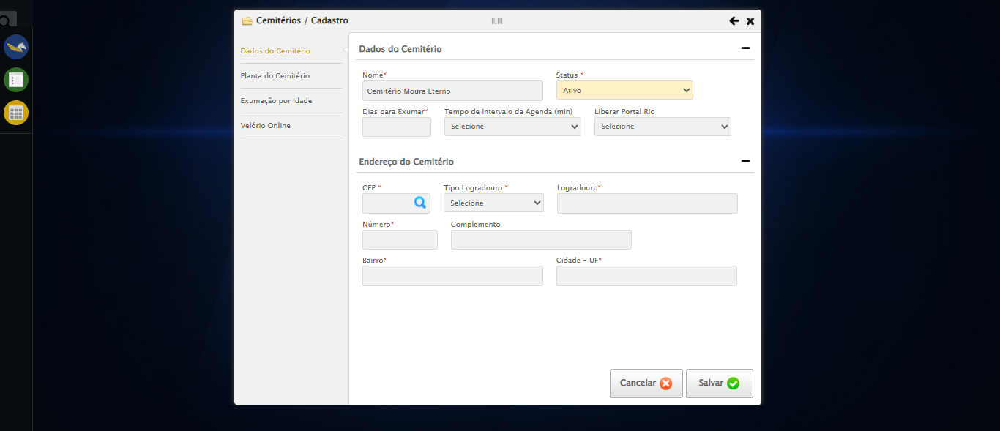 Cemitérios / Cadastro
Dados do Cemitério
Planta do Cemitério
Exumação por Idade
Velório Online
Dados do Cemitério
Nome* Status *
Cemitério Moura Eterno Ativo
Dias para Exumar* Tempo de Intervalo da Agenda (min) Liberar Portal Rio
Selecione Selecione
Endereço do Cemitério
CEP * Tipo Logradouro * Logradouro*
Selecione
Número* Complemento
Bairro* Cidade - UF*
Cancelar Salvar